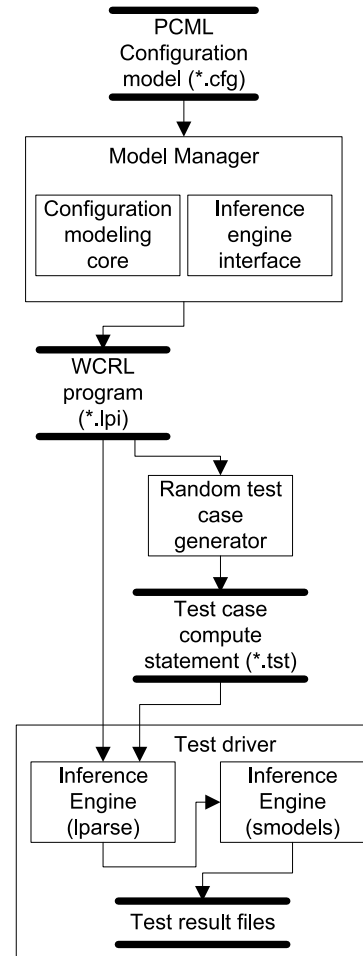 PCML
Configuration
model (*.cfg)
Model Manager
Configuration
modeling
core
Inference
engine
interface
WCRL
program
(*.lpi)
Random test
case
generator
Test case
compute
statement (*.tst)
Test driver
Inference
Engine
(lparse)
Inference
Engine
(smodels)
Test result files